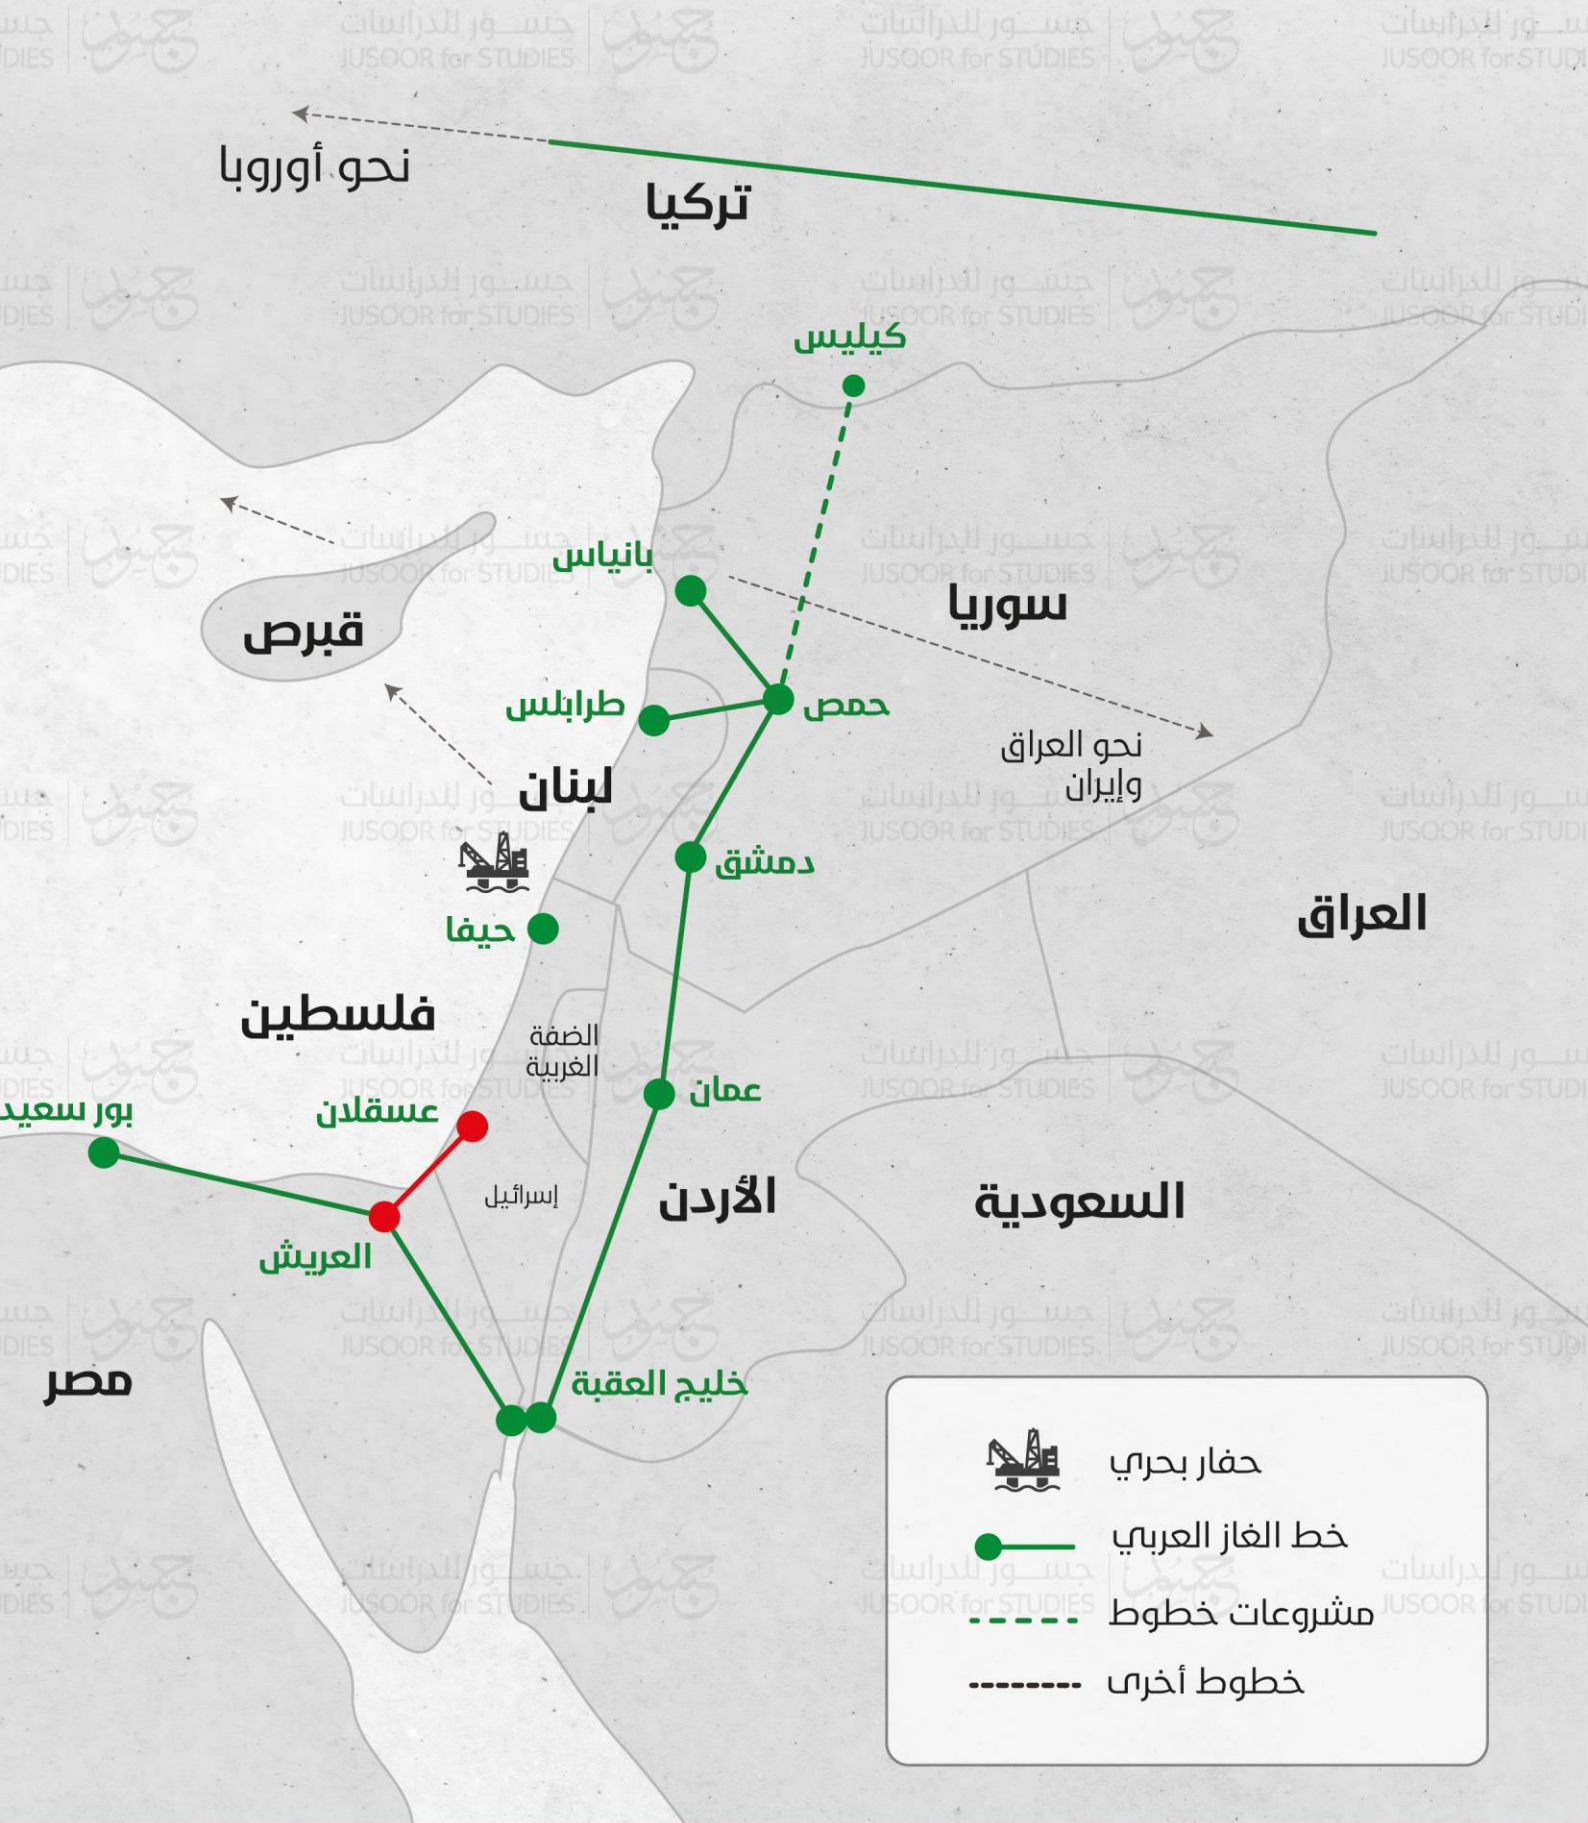 نحو أوروبا
تركيا
كيليس
بانياس
سوريا
قبرص
طرابلس
حمص
نحو العراق
وإيران
لبنان
دمشق
حيفا
العراق
فلسطين
الضفة
الغربية
عمان
بور سعيد
عسقلان
إسرائيل
الأردن
السعودية
العريش
خليج العقبة
مصر
حفار بحري
خط الغاز العربي
مشروعات خطوط
خطوط أخرى
جسور للدراسات
JUSOOR for STUDIES